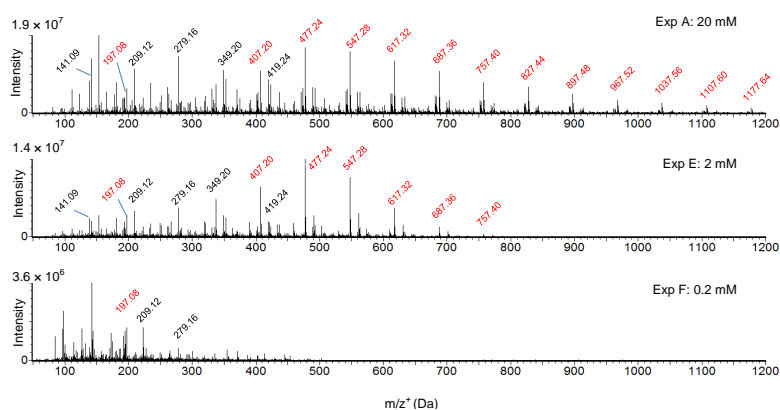 1.9 × 10⁷
Exp A: 20 mM
Intensity
0
141.09
197.08
209.12
279.16
349.20
407.20
419.24
477.24
547.28
617.32
687.36
757.40
827.44
897.48
967.52
1037.56
1107.60
1177.64
100 200 300 400 500 600 700 800 900 1000 1100 1200
1.4 × 10⁷
Exp E: 2 mM
Intensity
0
141.09
197.08
209.12
279.16
349.20
407.20
419.24
477.24
547.28
617.32
687.36
757.40
100 200 300 400 500 600 700 800 900 1000 1100 1200
3.6 × 10⁶
Exp F: 0.2 mM
Intensity
0
197.08
209.12
279.16
100 200 300 400 500 600 700 800 900 1000 1100 1200
m/z⁺ (Da)